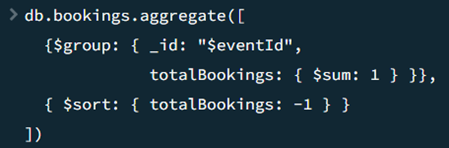 > db.bookings.aggregate([
{$group: { _id: "$eventId",
totalBookings: { $sum: 1 } }},
{ $sort: { totalBookings: -1 } }
])